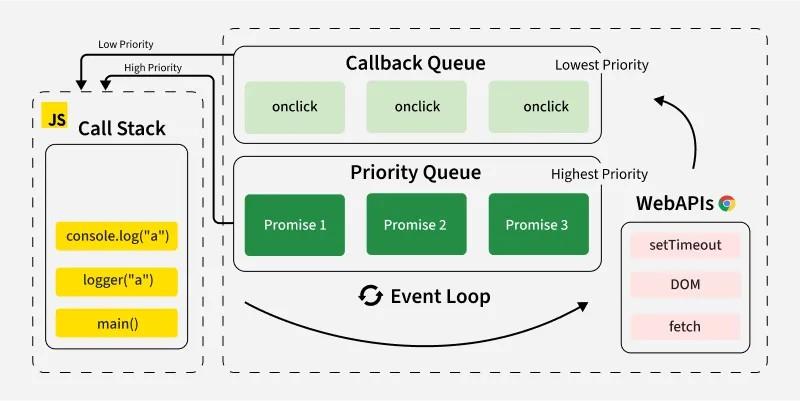 Low Priority
High Priority
JS
Call Stack
console.log("a")
logger("a")
main()
Callback Queue
Lowest Priority
onclick
onclick
onclick
Priority Queue
Highest Priority
Promise 1
Promise 2
Promise 3
Event Loop
WebAPIs
setTimeout
DOM
fetch